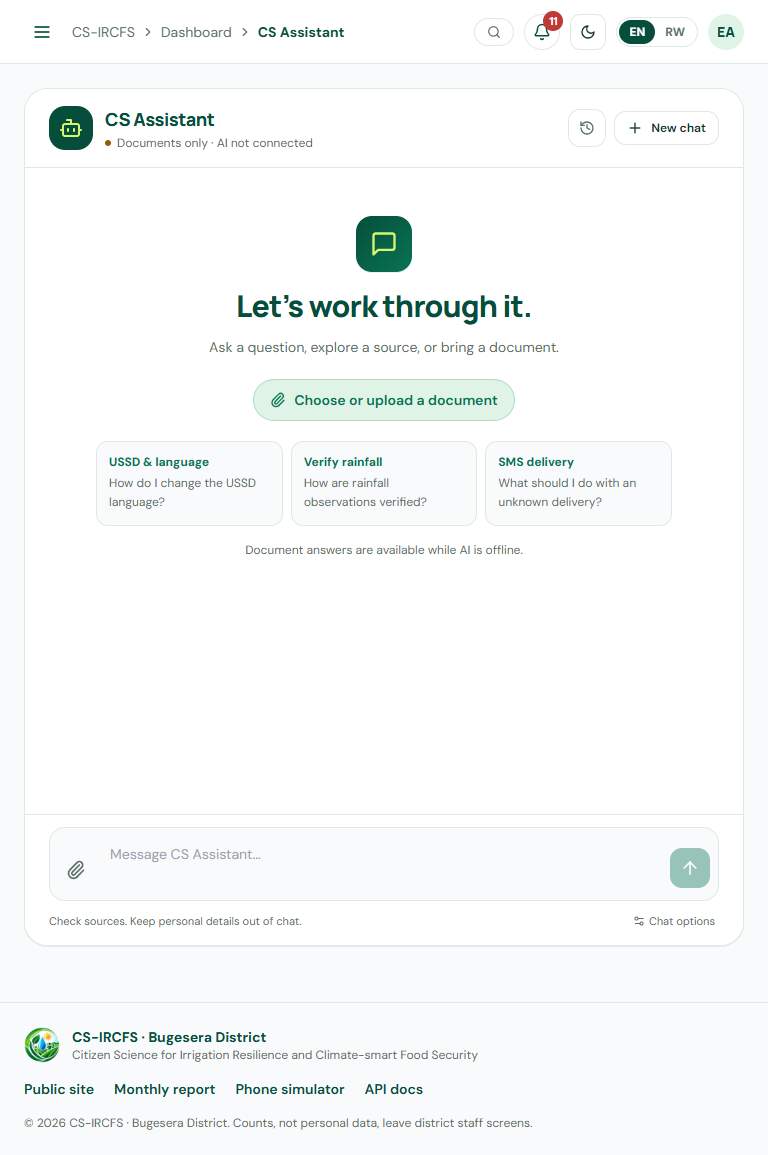 CS-IRCFS > Dashboard > CS Assistant
11
EN RW
EA
CS Assistant
Documents only · AI not connected
New chat
Let's work through it.
Ask a question, explore a source, or bring a document.
Choose or upload a document
USSD & language
How do I change the USSD
language?
Verify rainfall
How are rainfall
observations verified?
SMS delivery
What should I do with an
unknown delivery?
Document answers are available while AI is offline.
Message CS Assistant...
Check sources. Keep personal details out of chat.
Chat options
CS-IRCFS · Bugesera District
Citizen Science for Irrigation Resilience and Climate-smart Food Security
Public site Monthly report Phone simulator API docs
© 2026 CS-IRCFS · Bugesera District. Counts, not personal data, leave district staff screens.